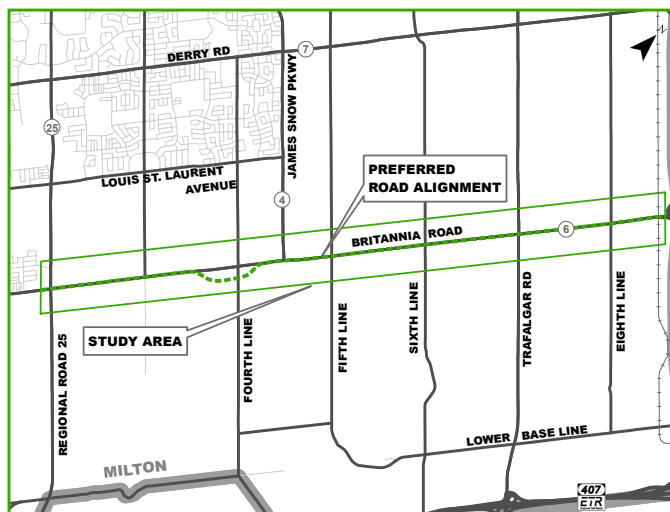 N
DERRY RD
7
25
JAMES SNOW PKWY
LOUIS ST. LAURENT
AVENUE
PREFERRED
ROAD ALIGNMENT
4
BRITANNIA ROAD
6
STUDY AREA
REGIONAL ROAD 25
FOURTH LINE
FIFTH LINE
SIXTH LINE
TRAFALGAR RD
EIGHTH LINE
LOWER BASE LINE
MILTON
407
ETR